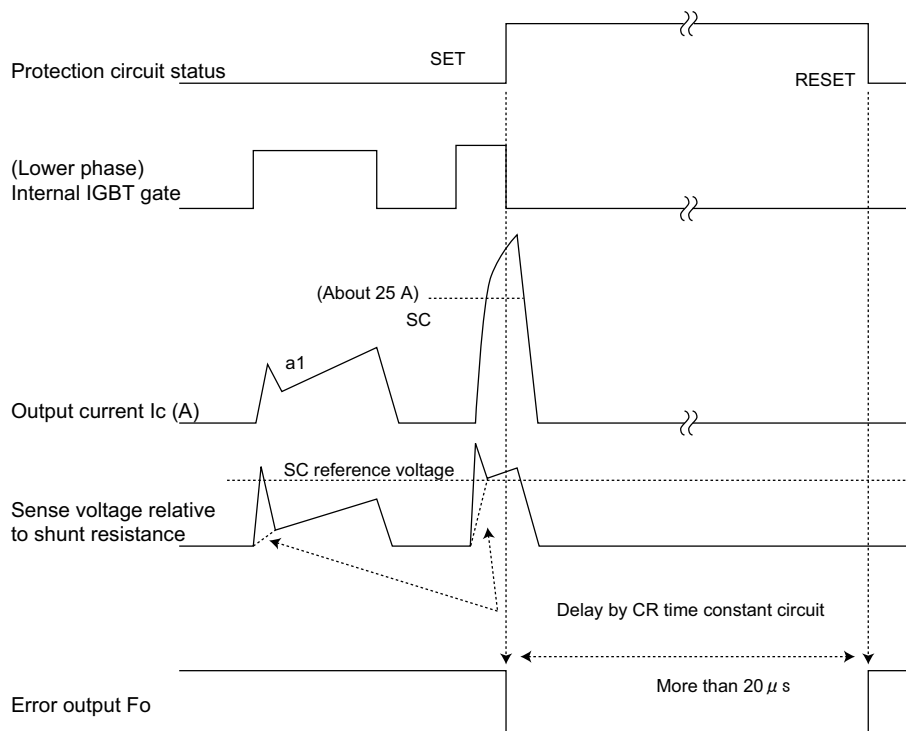 SET
Protection circuit status
RESET
(Lower phase)
Internal IGBT gate
(About 25 A)
SC
a1
Output current Ic (A)
SC reference voltage
Sense voltage relative
to shunt resistance
Delay by CR time constant circuit
More than 20 μ s
Error output Fo